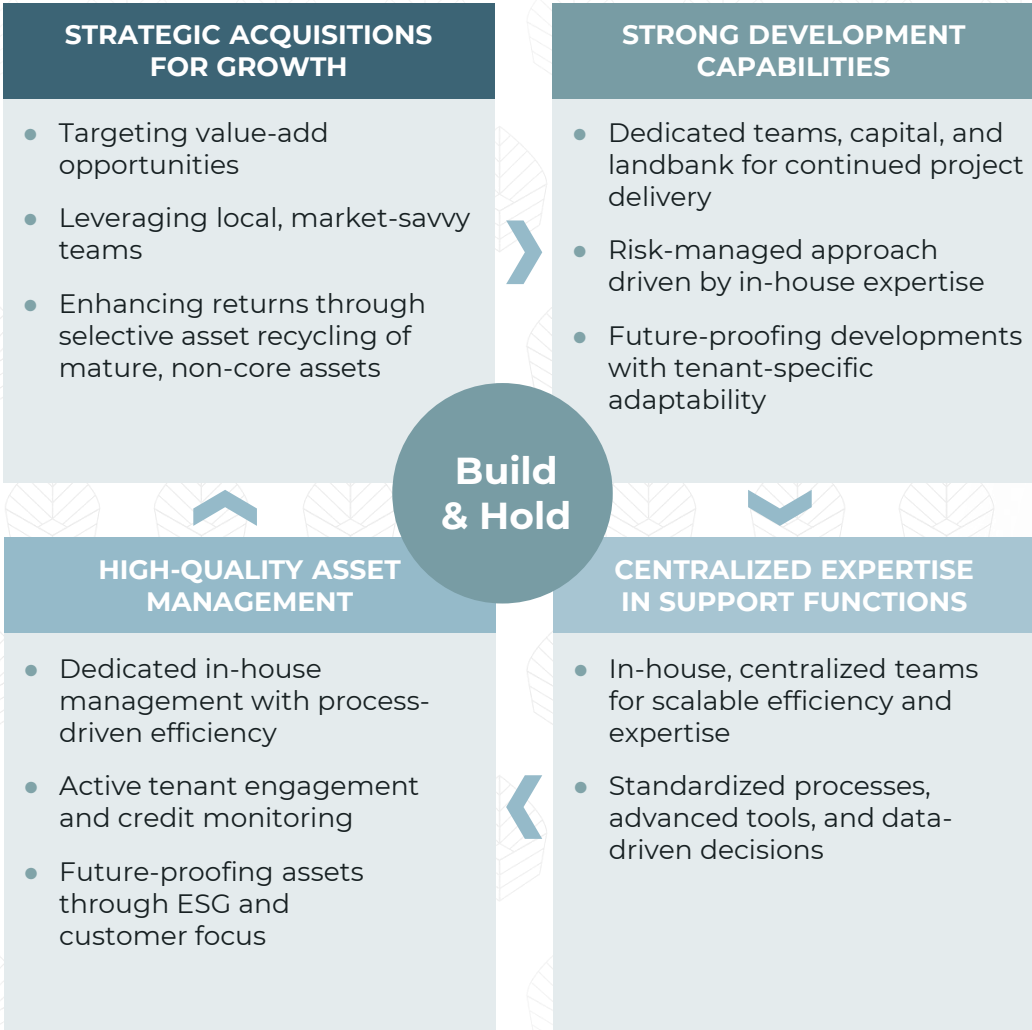 STRATEGIC ACQUISITIONS
FOR GROWTH
● Targeting value-add
opportunities
● Leveraging local, market-savvy
teams
● Enhancing returns through
selective asset recycling of
mature, non-core assets
STRONG DEVELOPMENT
CAPABILITIES
● Dedicated teams, capital, and
landbank for continued project
delivery
● Risk-managed approach
driven by in-house expertise
● Future-proofing developments
with tenant-specific
adaptability
Build
& Hold
HIGH-QUALITY ASSET
MANAGEMENT
● Dedicated in-house
management with process-
driven efficiency
● Active tenant engagement
and credit monitoring
● Future-proofing assets
through ESG and
customer focus
CENTRALIZED EXPERTISE
IN SUPPORT FUNCTIONS
● In-house, centralized teams
for scalable efficiency and
expertise
● Standardized processes,
advanced tools, and data-
driven decisions